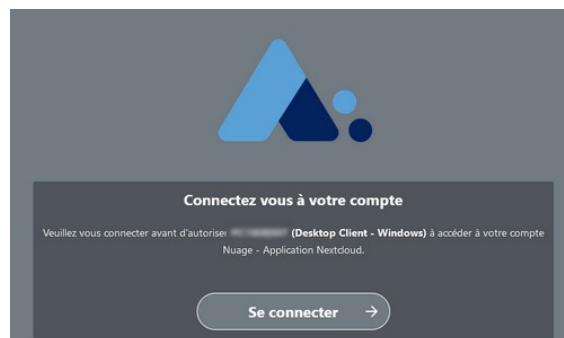 Connectez vous à votre compte
Veuillez vous connecter avant d'autoriser (Desktop Client - Windows) à accéder à votre compte
Nuage - Application Nextcloud.
Se connecter